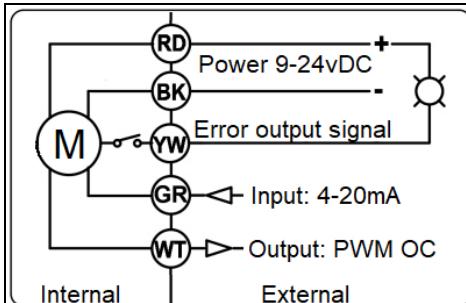 RD
+
Power 9-24vDC
BK
-
M
YW
Error output signal
GR
Input: 4-20mA
WT
Output: PWM OC
Internal
External